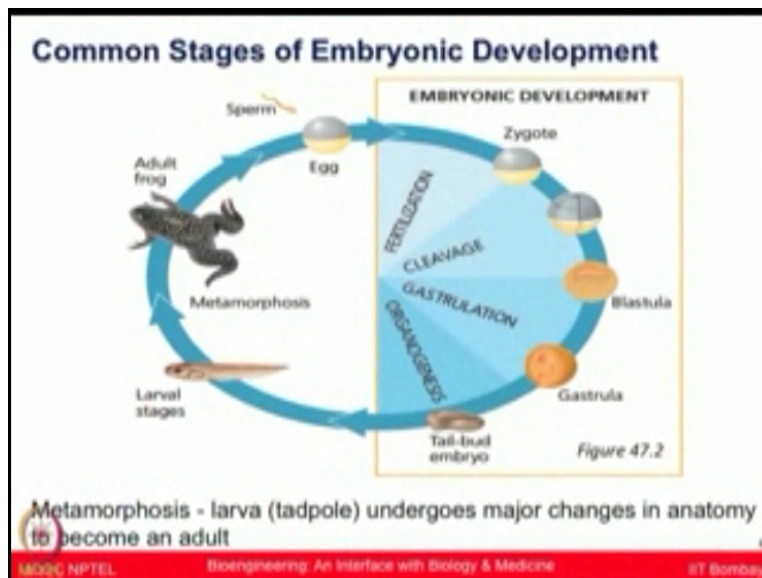 Common Stages of Embryonic Development
EMBRYONIC DEVELOPMENT
Sperm
Egg
Zygote
Adult
frog
FERTILIZATION
CLEAVAGE
GASTRULATION
ORGANOGENESIS
Metamorphosis
Blastula
Larval
stages
Gastrula
Tail-bud
embryo
Figure 47.2
Metamorphosis - larva (tadpole) undergoes major changes in anatomy
to become an adult
MOOC NPTEL
Bioengineering: An Interface with Biology & Medicine
IIT Bombay